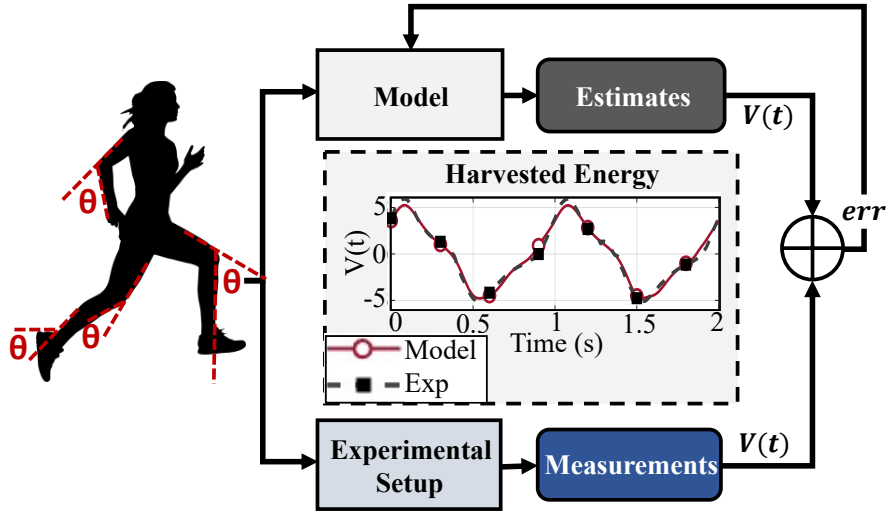 Model
Estimates
V(t)
err
Harvested Energy
V(t)
5
0
-5
0
0.5
1
1.5
2
Time (s)
Model
Exp
θ
θ
θ
θ
Experimental
Setup
Measurements
V(t)